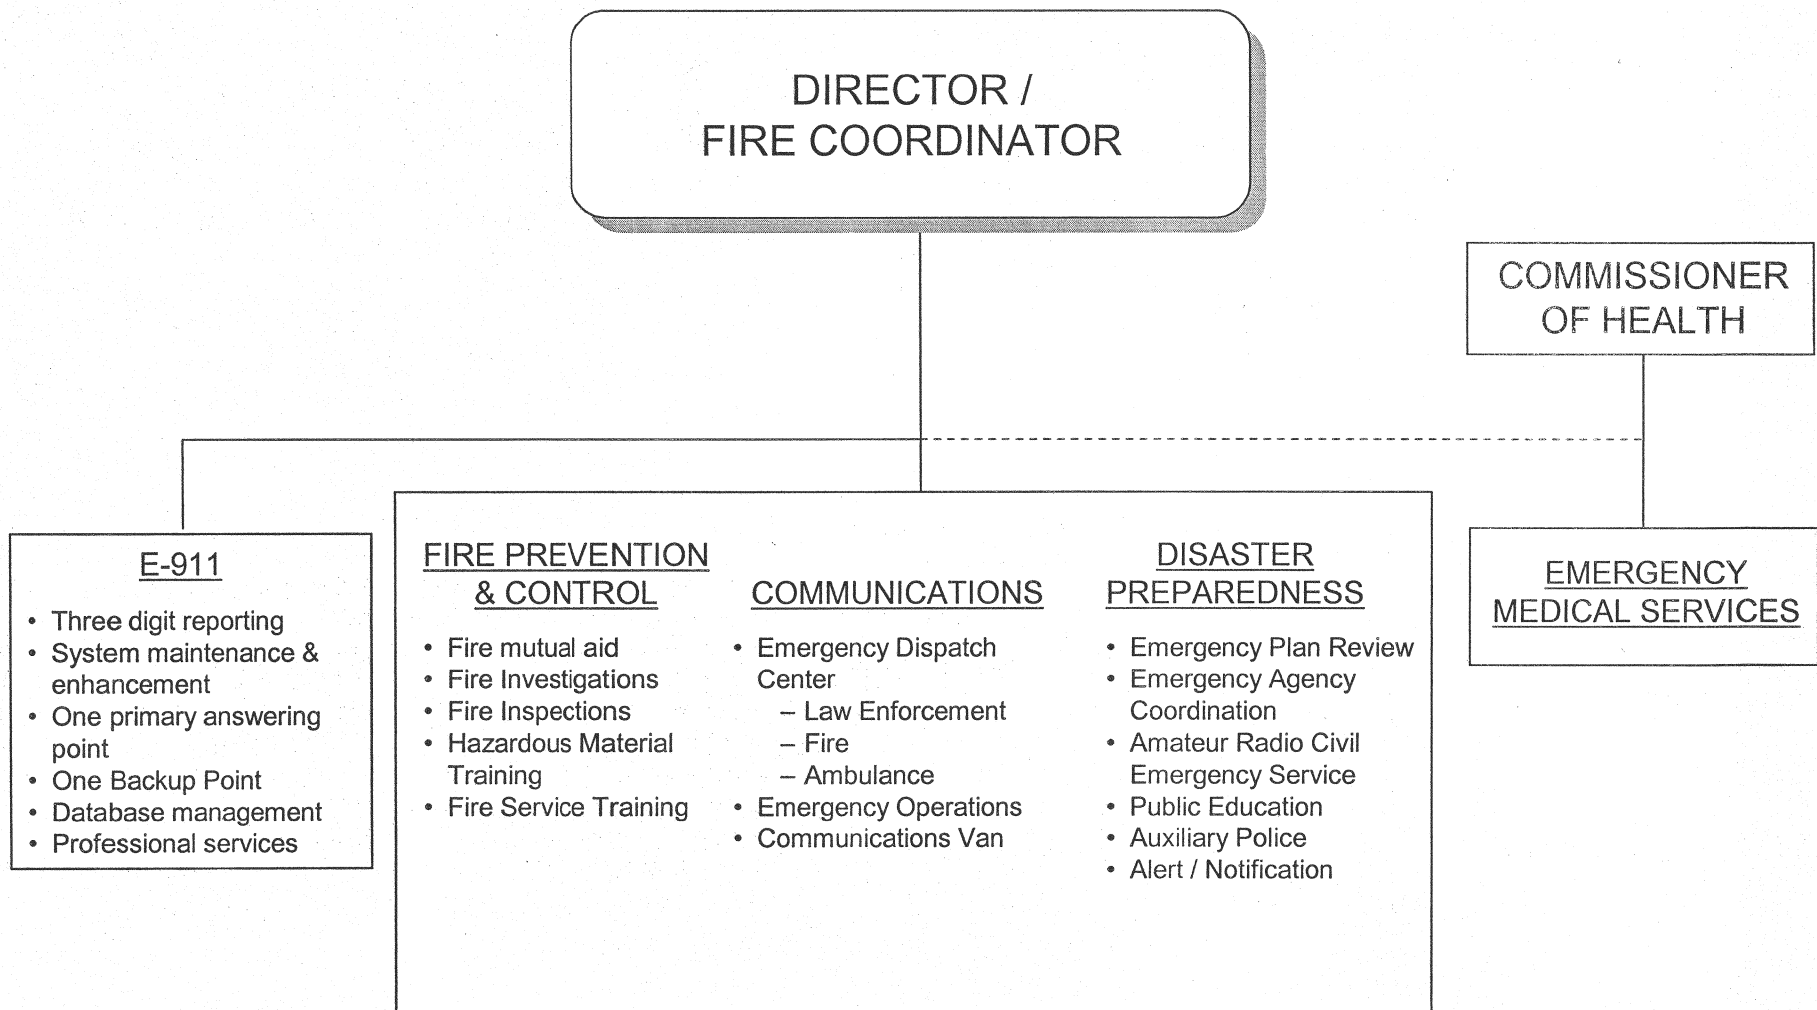 DIRECTOR /
FIRE COORDINATOR
COMMISSIONER
OF HEALTH
E-911
• Three digit reporting
• System maintenance &
enhancement
• One primary answering
point
• One Backup Point
• Database management
• Professional services
FIRE PREVENTION
& CONTROL
• Fire mutual aid
• Fire Investigations
• Fire Inspections
• Hazardous Material
Training
• Fire Service Training
COMMUNICATIONS
• Emergency Dispatch
Center
– Law Enforcement
– Fire
– Ambulance
• Emergency Operations
• Communications Van
DISASTER
PREPAREDNESS
• Emergency Plan Review
• Emergency Agency
Coordination
• Amateur Radio Civil
Emergency Service
• Public Education
• Auxiliary Police
• Alert / Notification
EMERGENCY
MEDICAL SERVICES